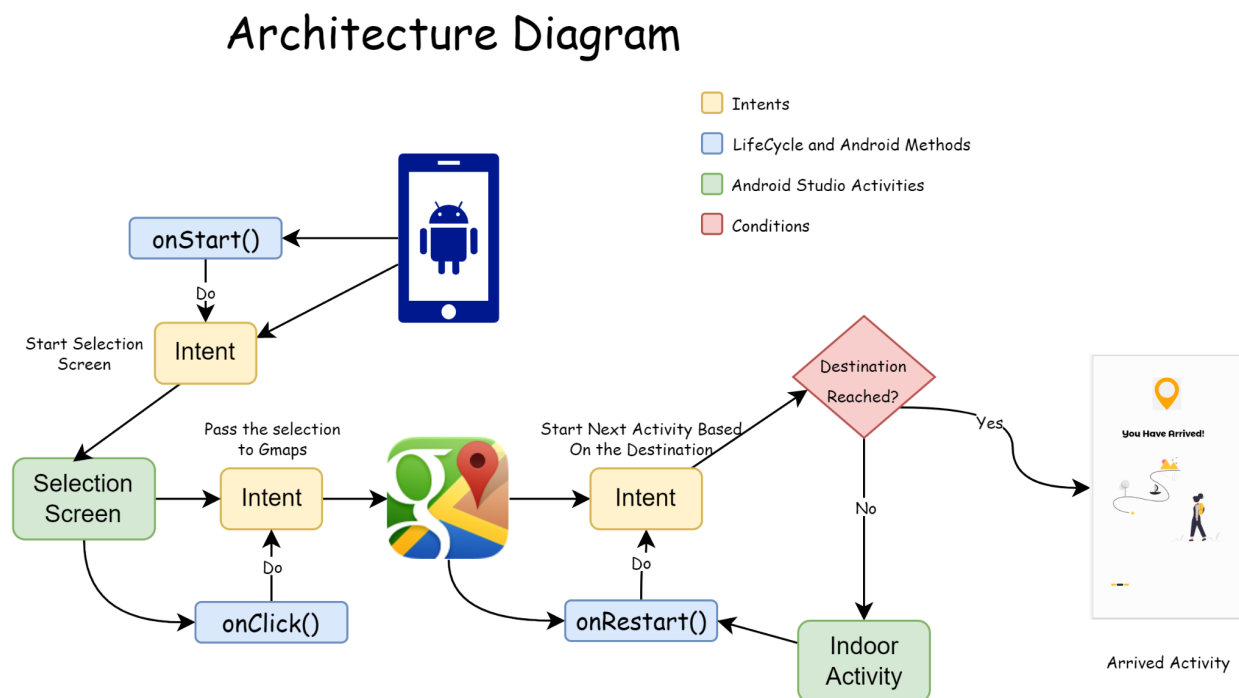 Architecture Diagram
Intents
LifeCycle and Android Methods
Android Studio Activities
Conditions
onStart()
Do
Start Selection
Screen
Intent
Destination
Reached?
Pass the selection
to Gmaps
Start Next Activity Based
On the Destination
Yes
You Have Arrived!
Selection
Screen
Intent
g
Intent
No
Do
Do
onClick()
onRestart()
Indoor
Activity
Arrived Activity